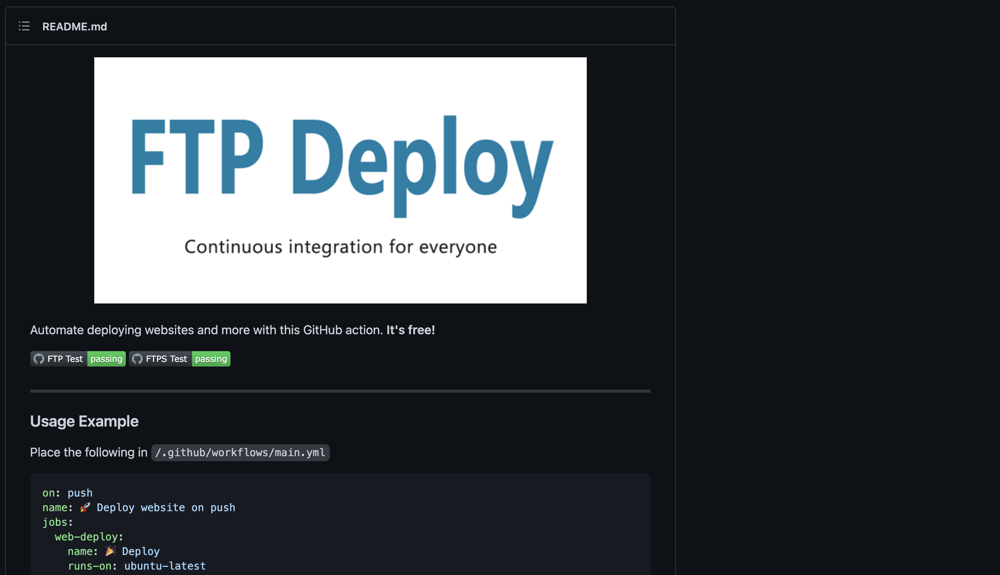 README.md
FTP Deploy
Continuous integration for everyone
Automate deploying websites and more with this GitHub action. It's free!
FTP Test passing FTPS Test passing
Usage Example
Place the following in /.github/workflows/main.yml
on: push
name: 🚀 Deploy website on push
jobs:
  web-deploy:
    name: 🎉 Deploy
    runs-on: ubuntu-latest